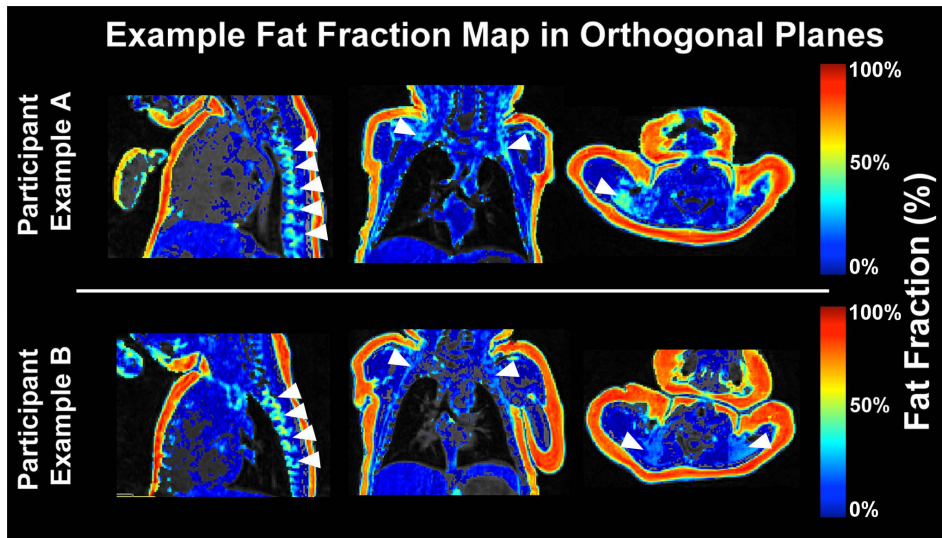 Example Fat Fraction Map in Orthogonal Planes
Participant
Example A
100%
50%
0%
Participant
Example B
100%
50%
0%
Fat Fraction (%)